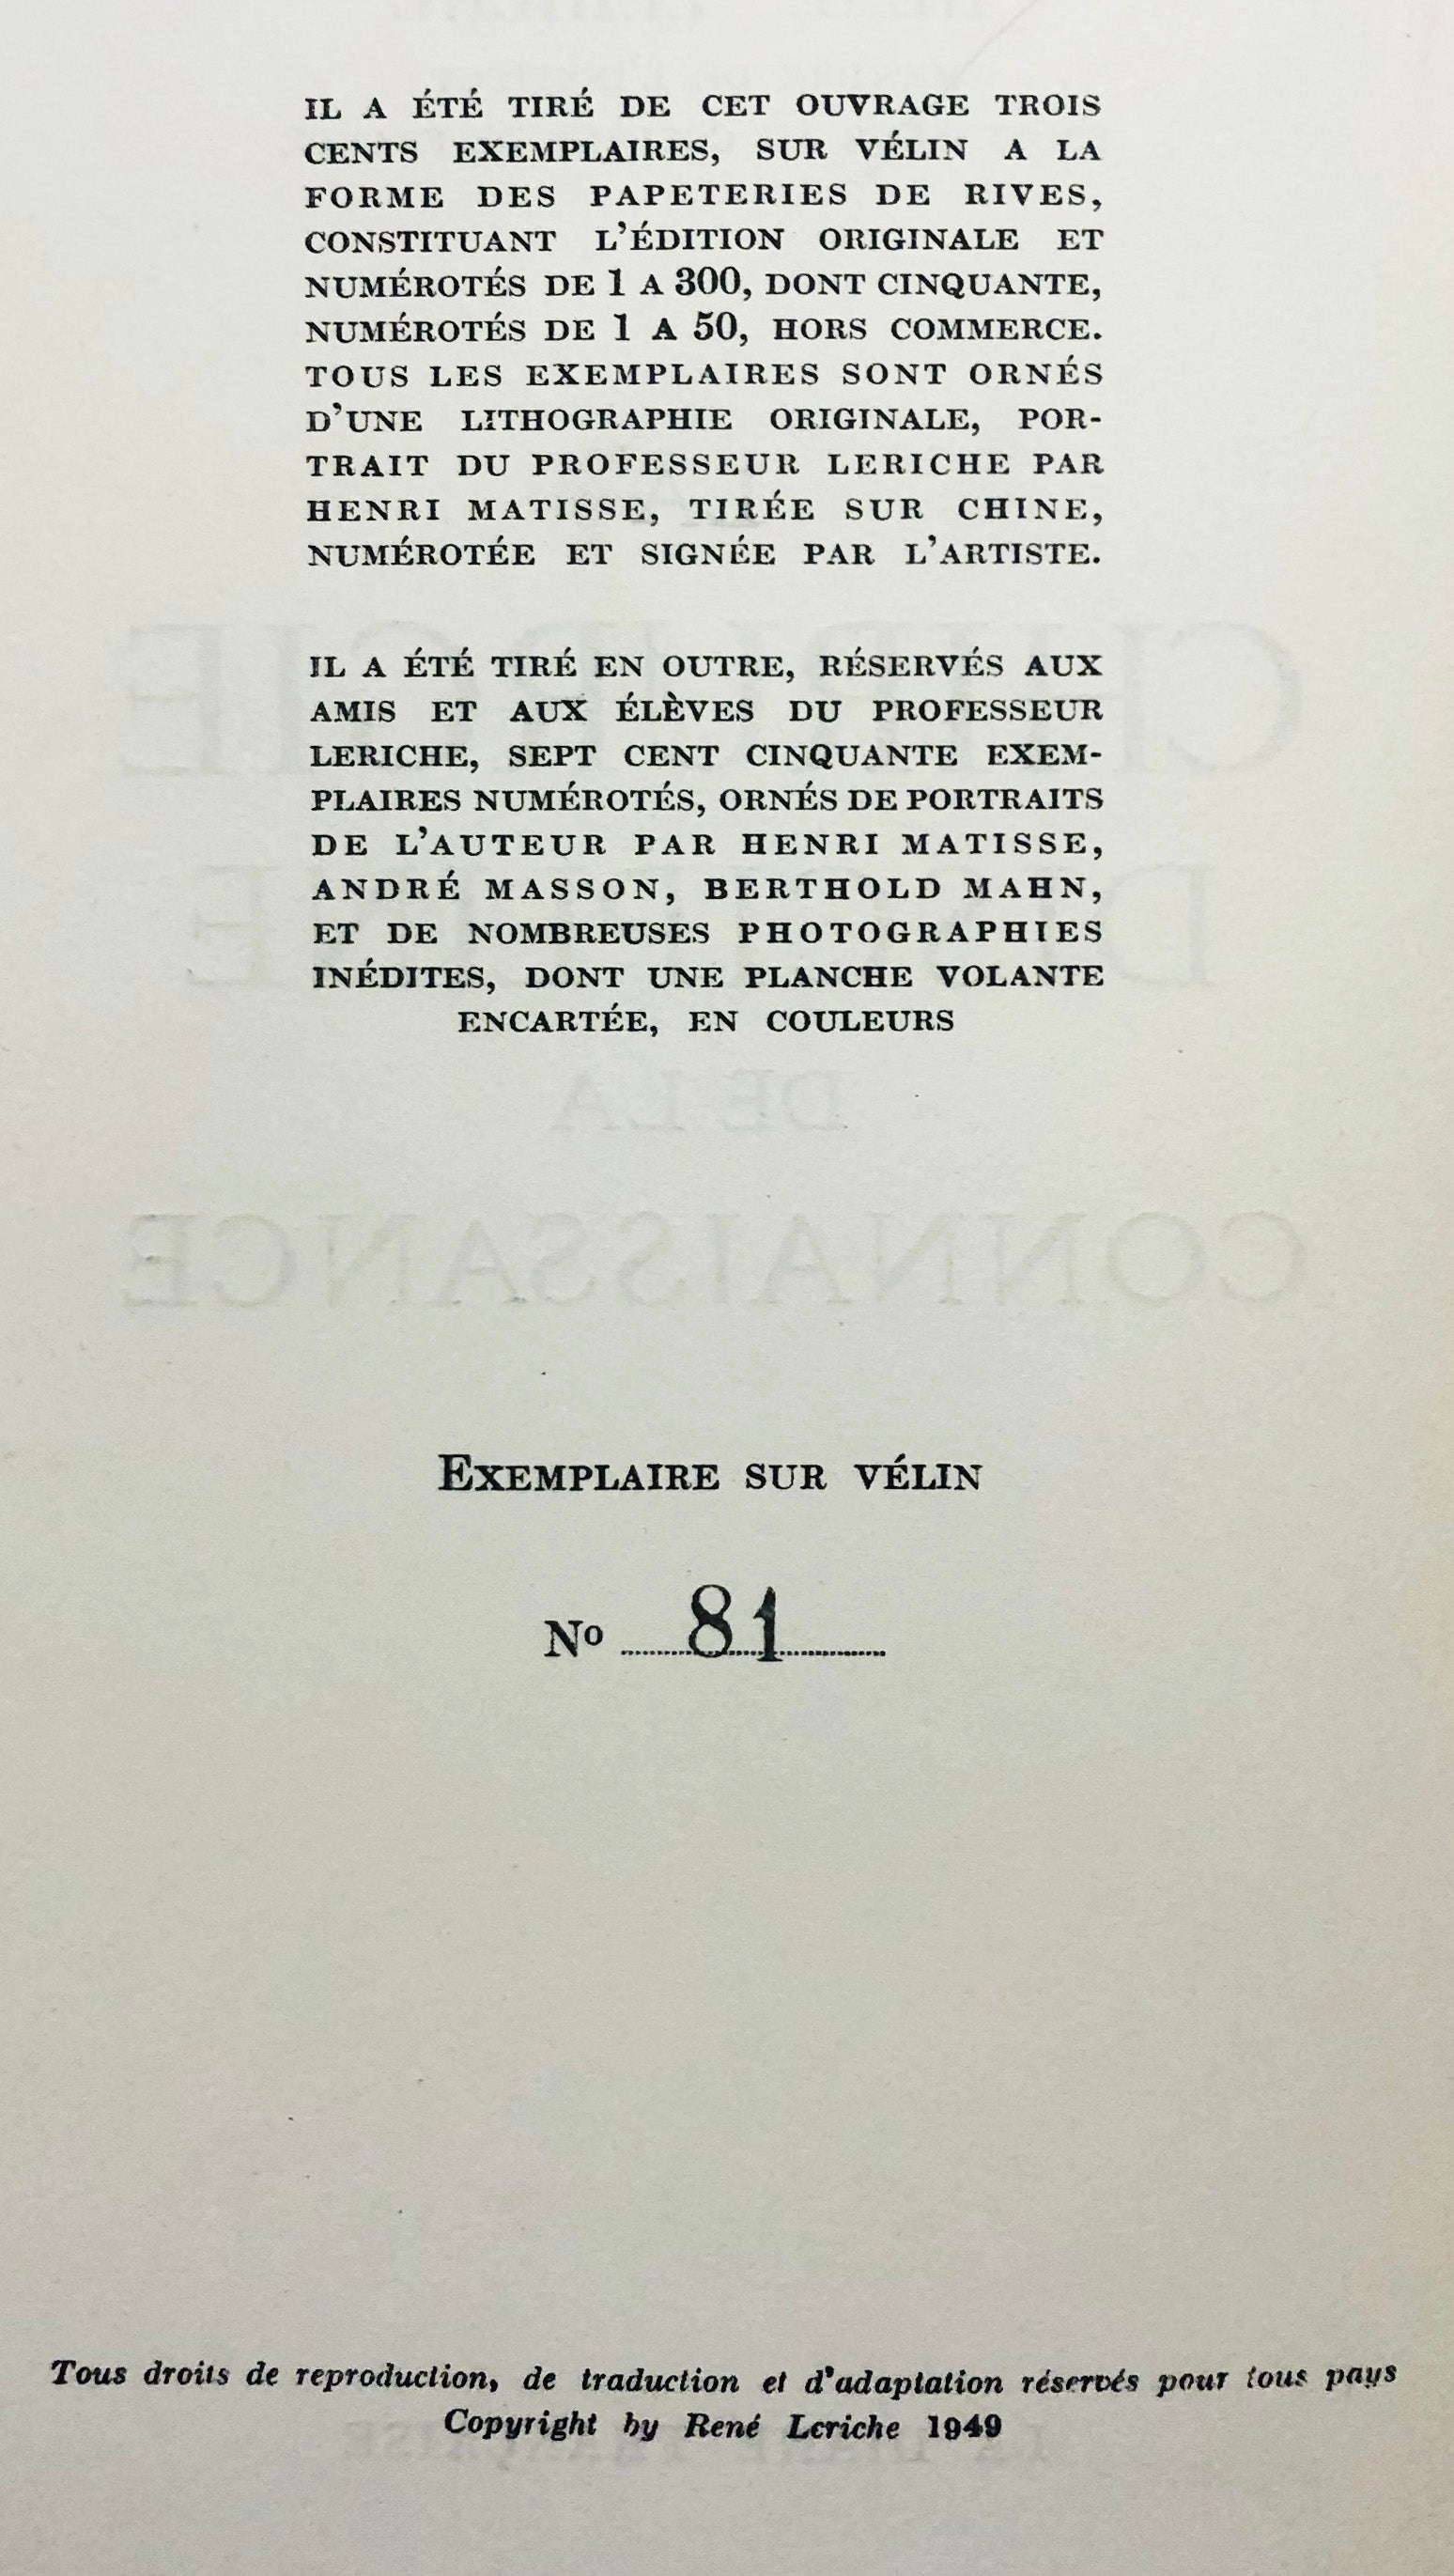 IL A ÉTÉ TIRÉ DE CET OUVRAGE TROIS
CENTS EXEMPLAIRES, SUR VÉLIN A LA
FORME DES PAPETERIES DE RIVES,
CONSTITUANT L'ÉDITION ORIGINALE ET
NUMÉROTÉS DE 1 A 300, DONT CINQUANTE,
NUMÉROTÉS DE 1 A 50, HORS COMMERCE.
TOUS LES EXEMPLAIRES SONT ORNÉS
D'UNE LITHOGRAPHIE ORIGINALE, POR-
TRAIT DU PROFESSEUR LERICHE PAR
HENRI MATISSE, TIRÉE SUR CHINE,
NUMÉROTÉE ET SIGNÉE PAR L'ARTISTE.
IL A ÉTÉ TIRÉ EN OUTRE, RÉSERVÉS AUX
AMIS ET AUX ÉLÈVES DU PROFESSEUR
LERICHE, SEPT CENT CINQUANTE EXEM-
PLAIRES NUMÉROTÉS, ORNÉS DE PORTRAITS
DE L'AUTEUR PAR HENRI MATISSE,
ANDRÉ MASSON, BERTHOLD MAHN,
ET DE NOMBREUSES PHOTOGRAPHIES
INÉDITES, DONT UNE PLANCHE VOLANTE
ENCARTÉE, EN COULEURS
DE LA
CONNAISSANCE
EXEMPLAIRE SUR VÉLIN
Nº 81
Tous droits de reproduction, de traduction et d'adaptation réservés pour tous pays
Copyright by René Leriche 1949